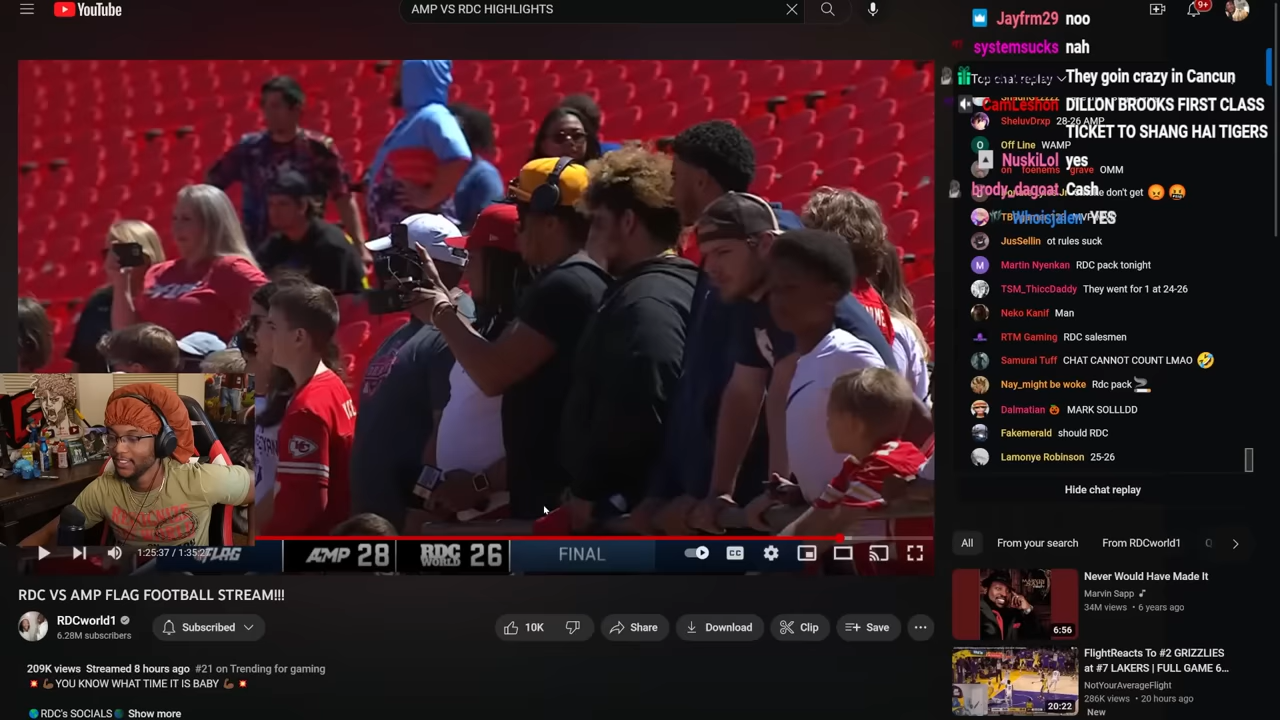 YouTube
AMP VS RDC HIGHLIGHTS
9+
Jayfrm29 noo
systemsucks nah
Top chat replay
They goin crazy in Cancun
CamLeshon DILLON BROOKS FIRST CLASS
TICKET TO SHANG HAI TIGERS
SheluvDrxp 28-26 AMP
Off Line WAMP
NuskiLol yes
OMM
brody_dagoat Cash
don't get 😡 🤬
Whoisjalen YES
JusSellin ot rules suck
Martin Nyenkan RDC pack tonight
TSM_ThiccDaddy They went for 1 at 24-26
Neko Kanif Man
RTM Gaming RDC salesmen
Samurai Tuff CHAT CANNOT COUNT LMAO 🤣
Nay_might be woke Rdc pack 🚬
Dalmatian 🎃 MARK SOLLLDD
Fakemerald should RDC
Lamonye Robinson 25-26
Hide chat replay
FLAG
AMP 28
RDC WORLD 26
FINAL
1:25:37 / 1:35:2
RDC VS AMP FLAG FOOTBALL STREAM!!!
RDCworld1
6.28M subscribers
Subscribed
10K
Share
Download
Clip
Save
209K views Streamed 8 hours ago #21 on Trending for gaming
💥💪🏾YOU KNOW WHAT TIME IT IS BABY 💪🏾💥
🌎RDC's SOCIALS🌎 Show more
All
From your search
From RDCworld1
Never Would Have Made It
Marvin Sapp
34M views • 6 years ago
6:56
FlightReacts To #2 GRIZZLIES
at #7 LAKERS | FULL GAME 6...
NotYourAverageFlight
286K views • 20 hours ago
New
20:22